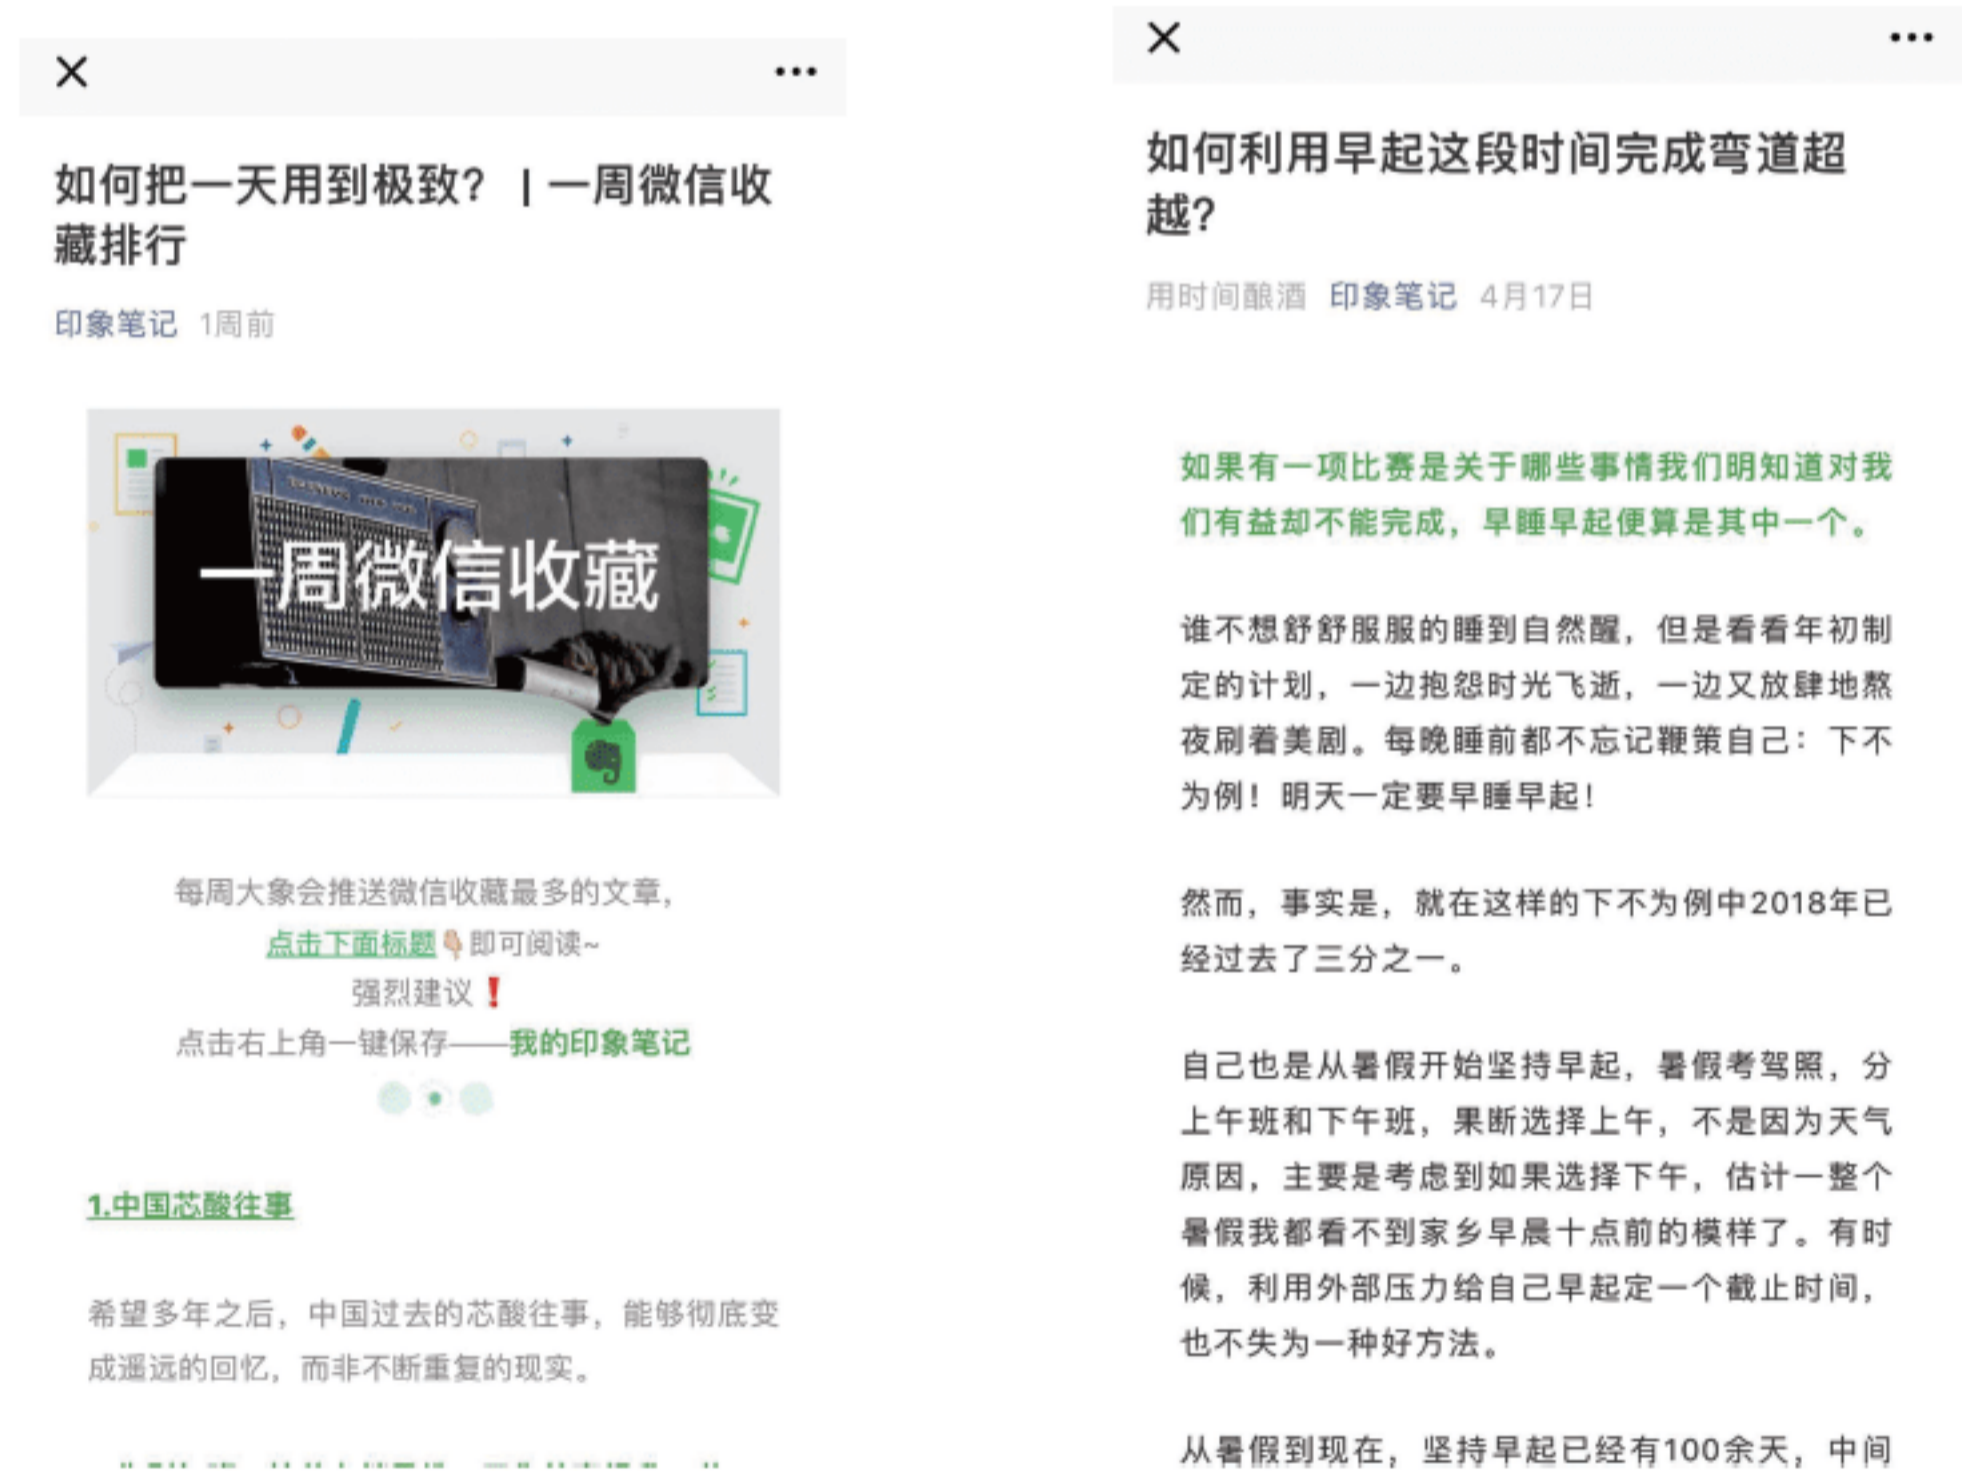 如何把一天用到极致？ | 一周微信收
藏排行
印象笔记 1周前
一周微信收藏
每周大象会推送微信收藏最多的文章，
点击下面标题👇🏻即可阅读~
强烈建议❗
点击右上角一键保存——我的印象笔记
1.中国芯酸往事
希望多年之后，中国过去的芯酸往事，能够彻底变
成遥远的回忆，而非不断重复的现实。
如何利用早起这段时间完成弯道超
越？
用时间酿酒 印象笔记 4月17日
如果有一项比赛是关于哪些事情我们明知道对我
们有益却不能完成，早睡早起便算是其中一个。
谁不想舒舒服服的睡到自然醒，但是看看年初制
定的计划，一边抱怨时光飞逝，一边又放肆地熬
夜刷着美剧。每晚睡前都不忘记鞭策自己：下不
为例！明天一定要早睡早起！
然而，事实是，就在这样的下不为例中2018年已
经过去了三分之一。
自己也是从暑假开始坚持早起，暑假考驾照，分
上午班和下午班，果断选择上午，不是因为天气
原因，主要是考虑到如果选择下午，估计一整个
暑假我都看不到家乡早晨十点前的模样了。有时
候，利用外部压力给自己早起定一个截止时间，
也不失为一种好方法。
从暑假到现在，坚持早起已经有100余天，中间